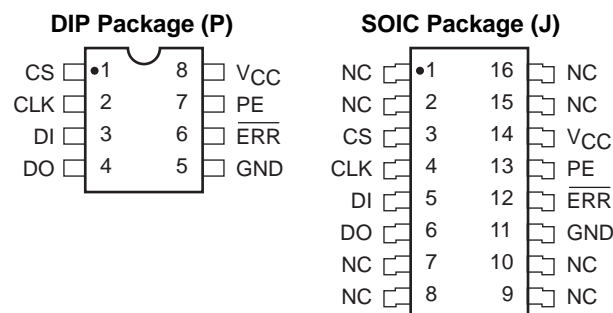 DIP Package (P)
CS 1 8 VCC
CLK 2 7 PE
DI 3 6 ERR
DO 4 5 GND
SOIC Package (J)
NC 1 16 NC
NC 2 15 NC
CS 3 14 VCC
CLK 4 13 PE
DI 5 12 ERR
DO 6 11 GND
NC 7 10 NC
NC 8 9 NC